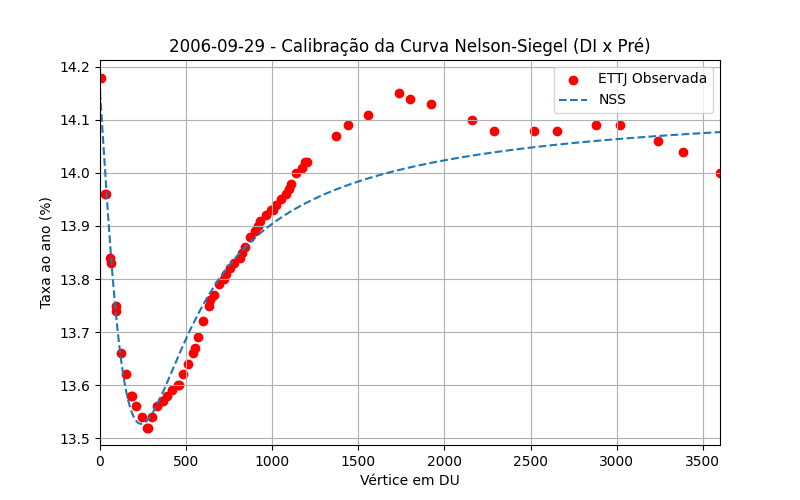 2006-09-29 - Calibração da Curva Nelson-Siegel (DI x Pré)
ETTJ Observada
NSS
Taxa ao ano (%)
14.2
14.1
14.0
13.9
13.8
13.7
13.6
13.5
0 500 1000 1500 2000 2500 3000 3500
Vértice em DU